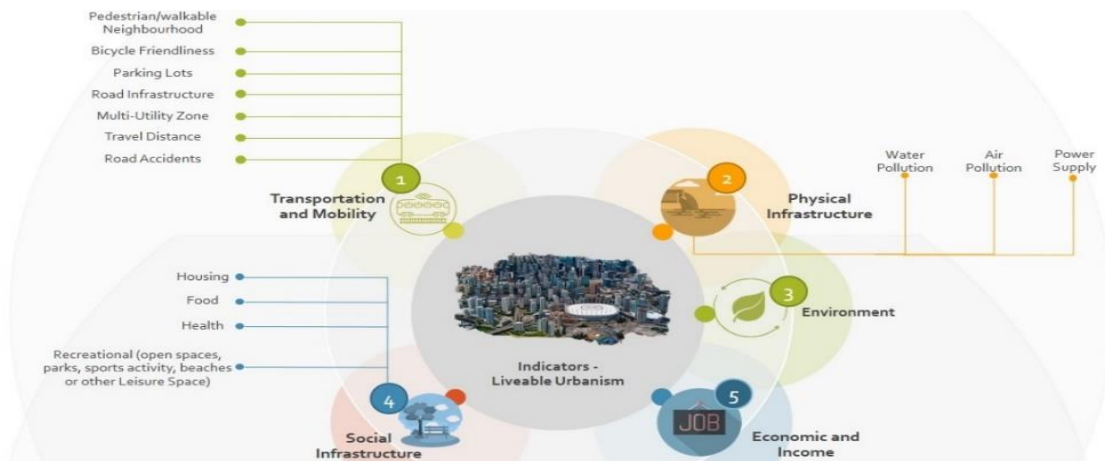 Pedestrian/walkable
Neighbourhood
Bicycle Friendliness
Parking Lots
Road Infrastructure
Multi-Utility Zone
Travel Distance
Road Accidents
1
Transportation
and Mobility
2
Physical
Infrastructure
Water
Pollution
Air
Pollution
Power
Supply
3
Environment
Housing
Food
Health
Recreational (open spaces,
parks, sports activity, beaches
or other Leisure Space)
4
Social
Infrastructure
Indicators -
Liveable Urbanism
5
JOB
Economic and
Income